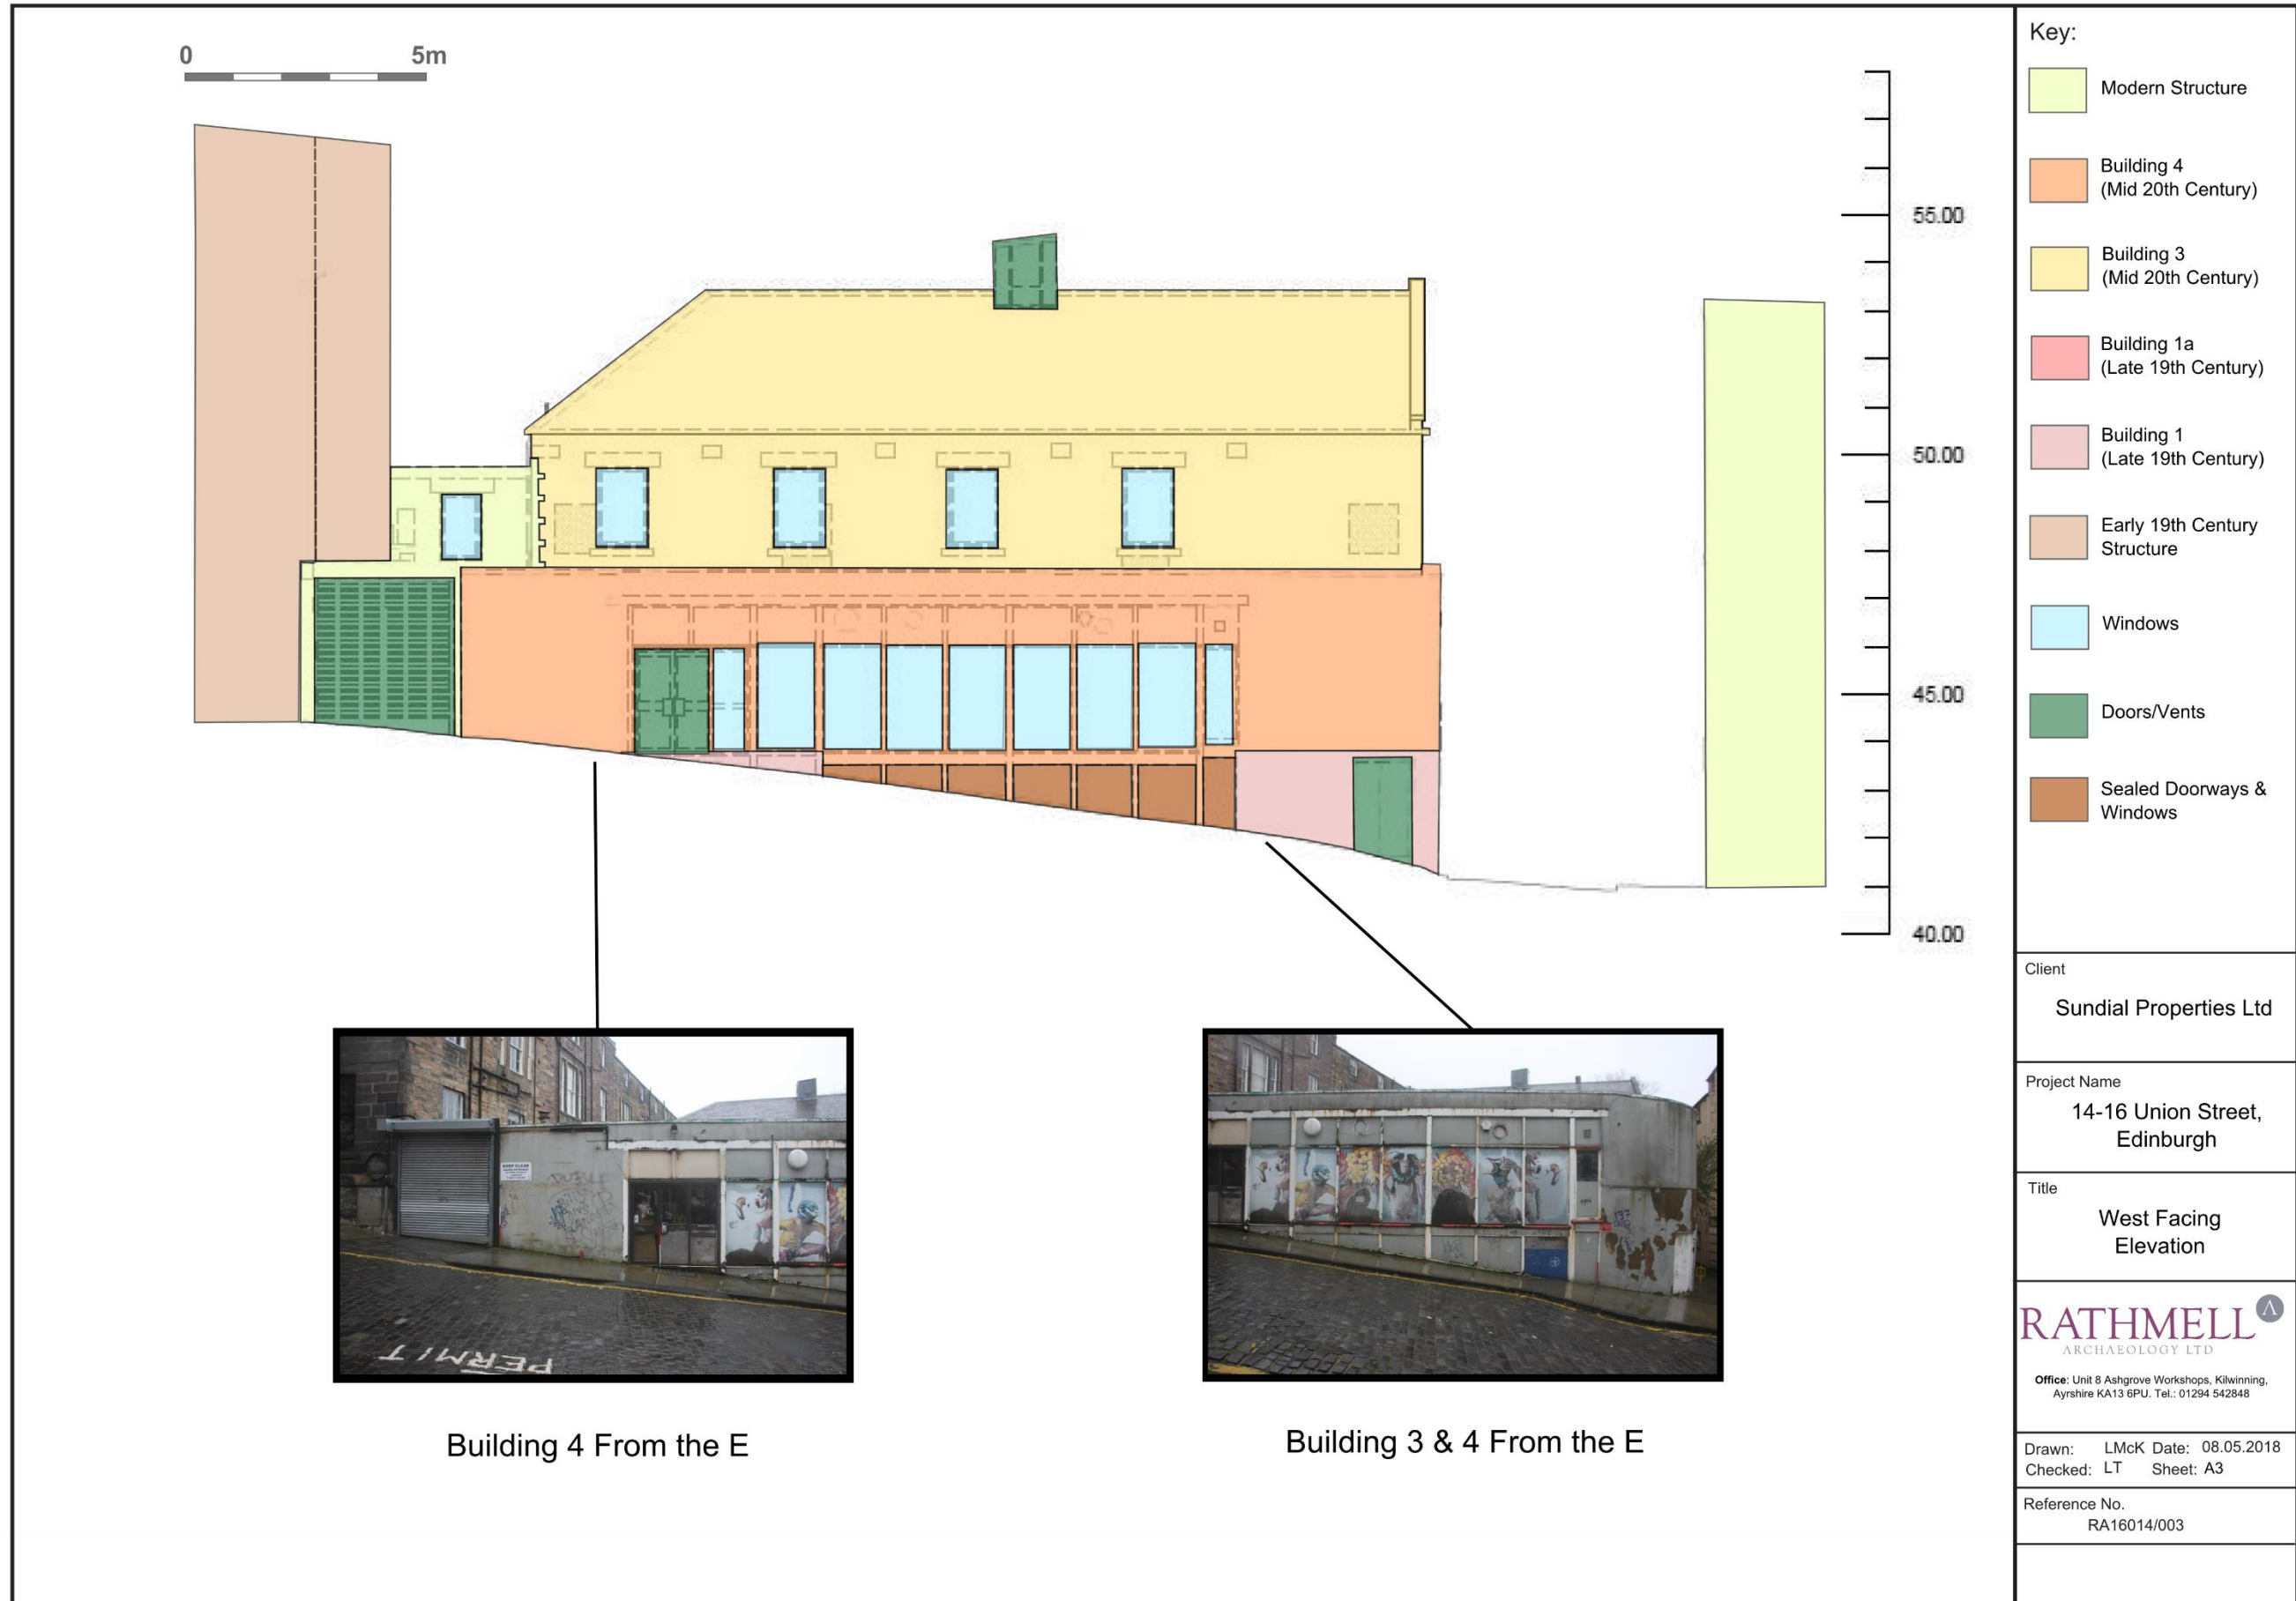 0 5m
55.00
50.00
45.00
40.00
PERMIT
KEEP CLEAR
Building 4 From the E
Building 3 & 4 From the E
Key:
Modern Structure
Building 4
(Mid 20th Century)
Building 3
(Mid 20th Century)
Building 1a
(Late 19th Century)
Building 1
(Late 19th Century)
Early 19th Century
Structure
Windows
Doors/Vents
Sealed Doorways &
Windows
Client
Sundial Properties Ltd
Project Name
14-16 Union Street,
Edinburgh
Title
West Facing
Elevation
RATHMELL
ARCHAEOLOGY LTD
Office: Unit 8 Ashgrove Workshops, Kilwinning,
Ayrshire KA13 6PU. Tel.: 01294 542848
Drawn: LMcK Date: 08.05.2018
Checked: LT Sheet: A3
Reference No.
RA16014/003